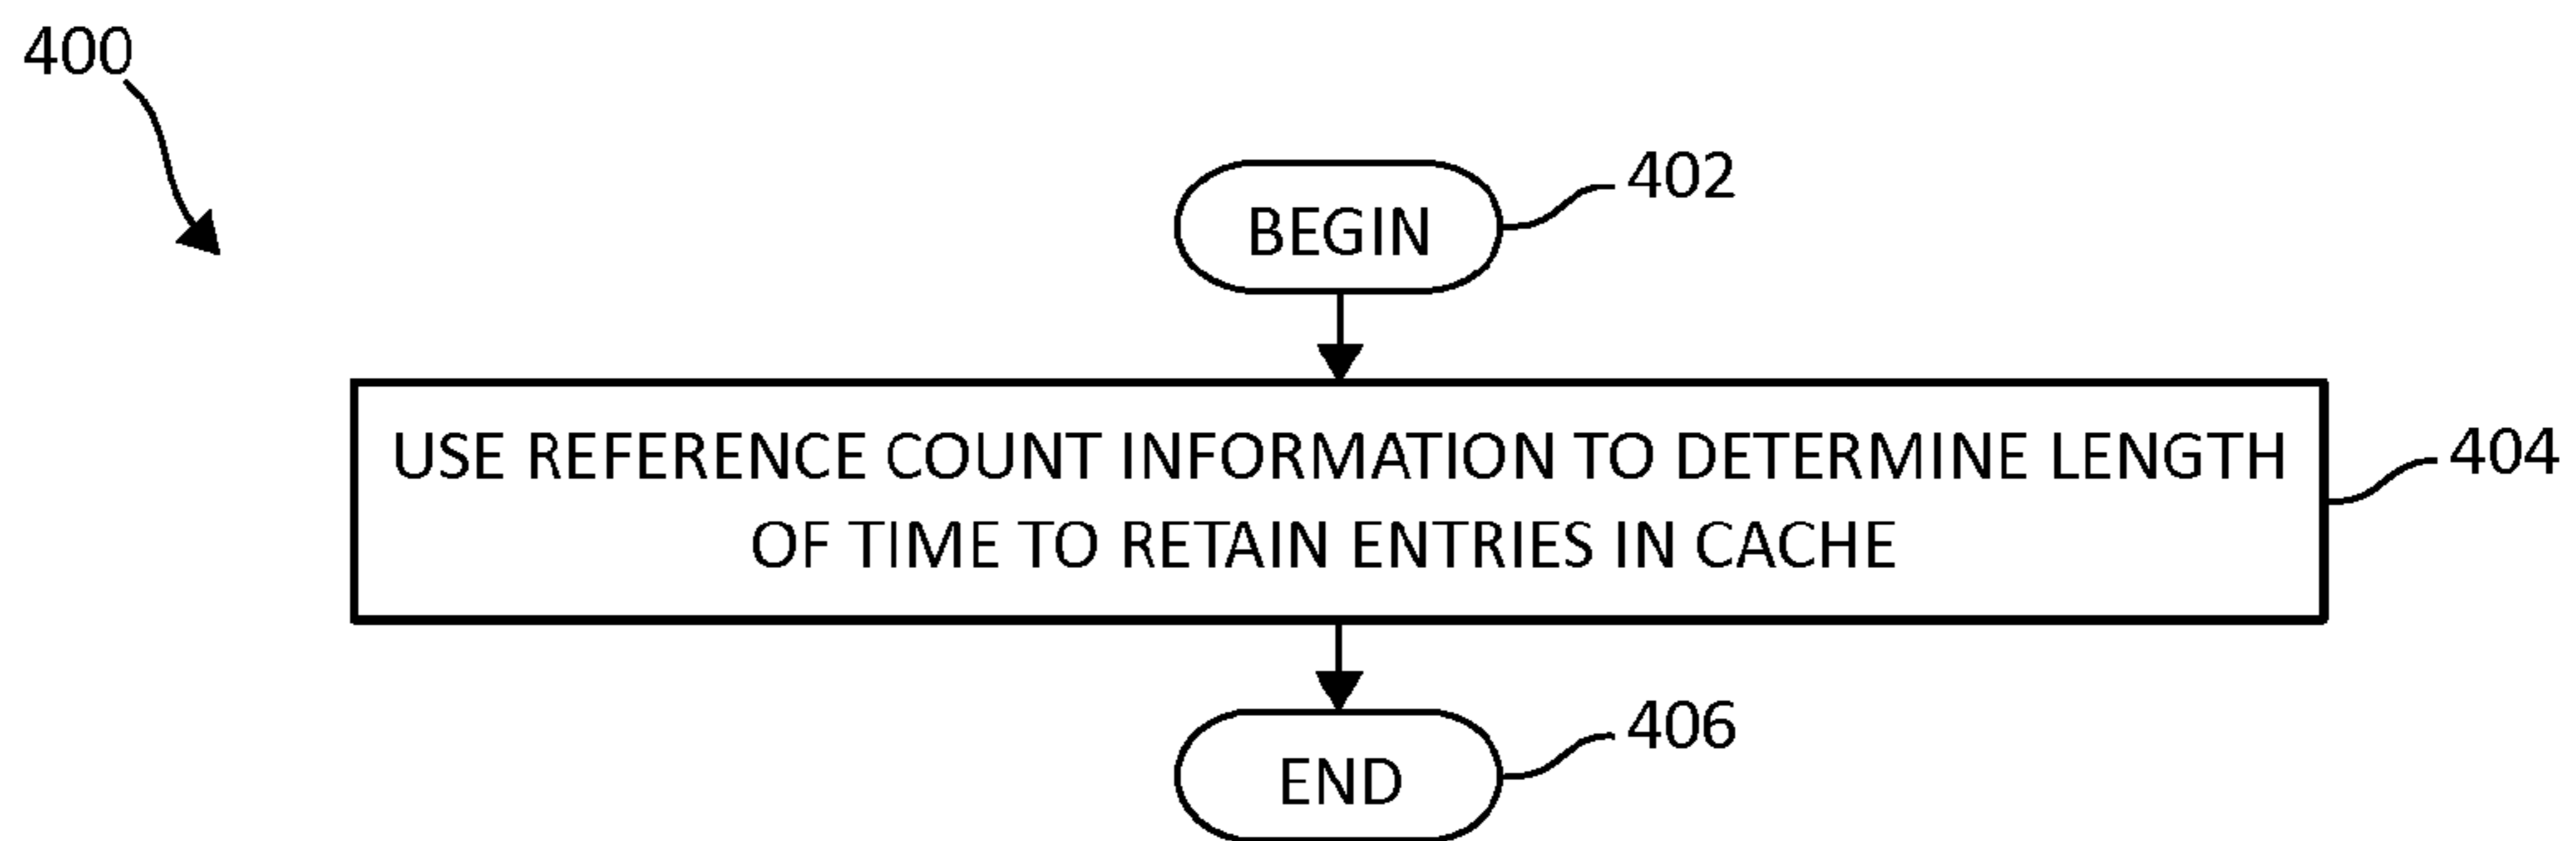 400
402
BEGIN
USE REFERENCE COUNT INFORMATION TO DETERMINE LENGTH
OF TIME TO RETAIN ENTRIES IN CACHE
404
406
END